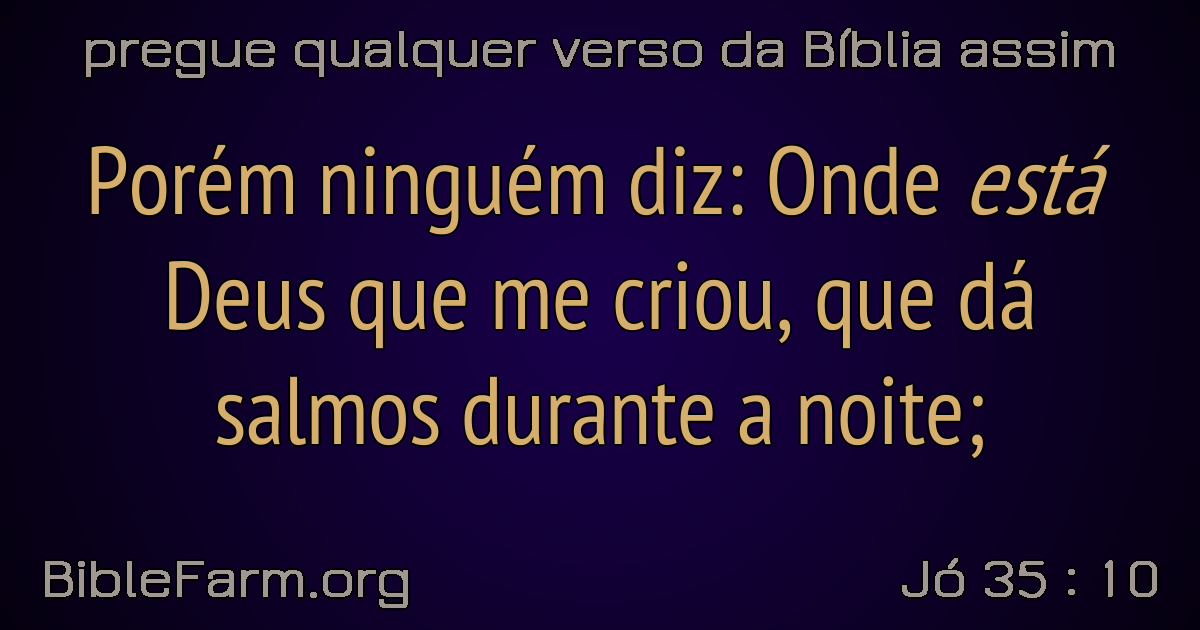 pregue qualquer verso da Bíblia assim
Porém ninguém diz: Onde está
Deus que me criou, que dá
salmos durante a noite;
BibleFarm.org
Jó 35 : 10